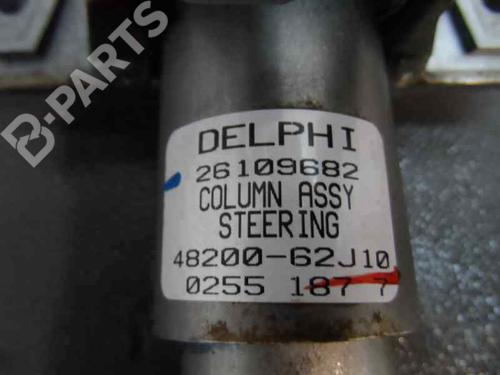 B-PARTS
DELPHI
26109682
COLUMN ASSY
STEERING
48200-62J10
0255 187 7